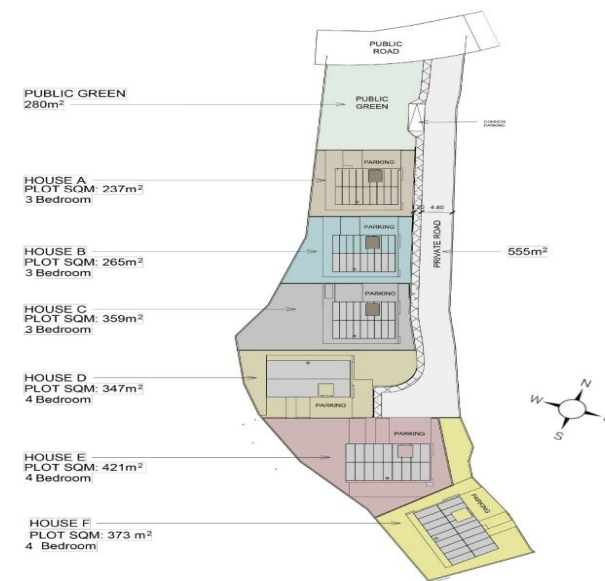 PUBLIC
ROAD
PUBLIC GREEN
280m²
PUBLIC
GREEN
COMMON
PARKING
HOUSE A
PLOT SQM: 237m²
3 Bedroom
PARKING
4.80
HOUSE B
PLOT SQM: 265m²
3 Bedroom
PARKING
PRIVATE ROAD
555m²
HOUSE C
PLOT SQM: 359m²
3 Bedroom
PARKING
HOUSE D
PLOT SQM: 347m²
4 Bedroom
PARKING
N
W
S
HOUSE E
PLOT SQM: 421m²
4 Bedroom
PARKING
HOUSE F
PLOT SQM: 373 m²
4 Bedroom
PARKING